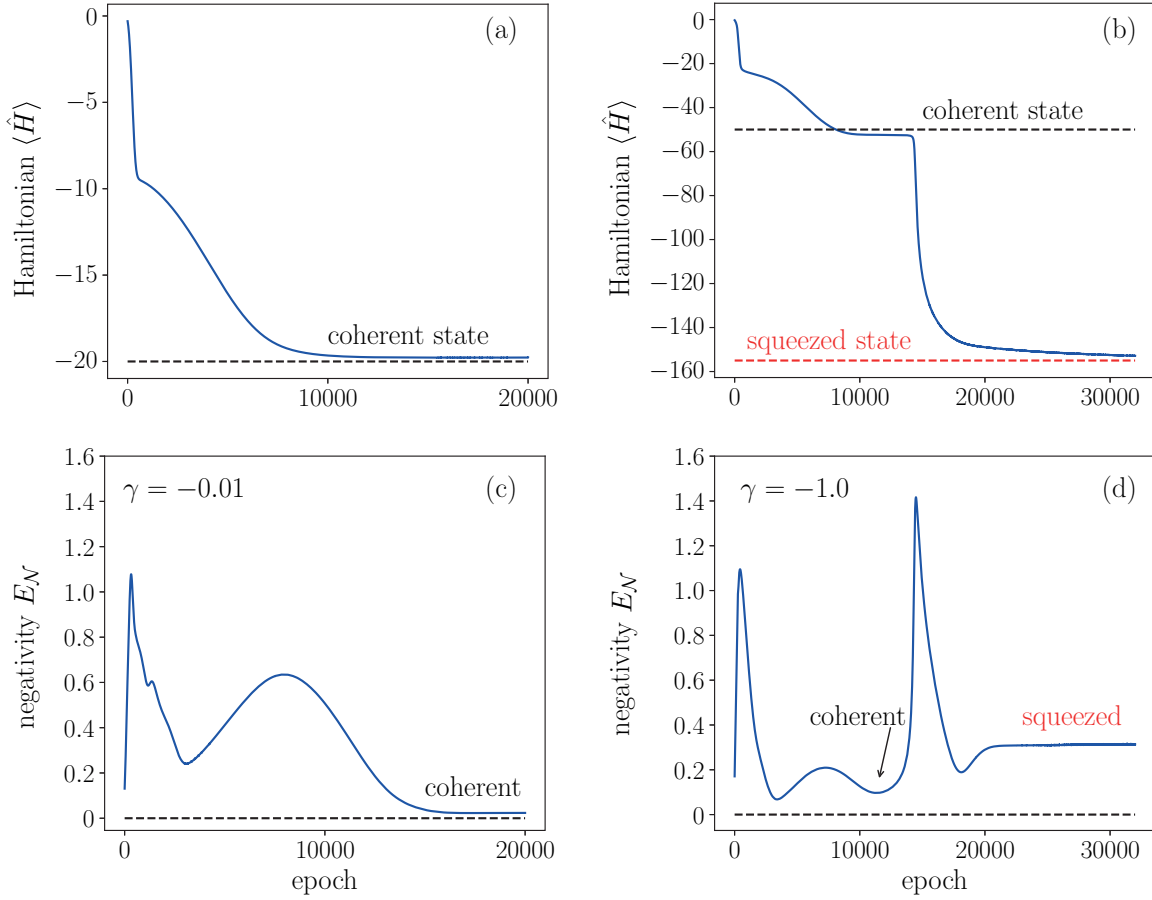 (a)
Hamiltonian ⟨Ĥ⟩
0
−5
−10
−15
−20
coherent state
0
10000
20000
(b)
Hamiltonian ⟨Ĥ⟩
0
−20
−40
−60
−80
−100
−120
−140
−160
coherent state
squeezed state
0
10000
20000
30000
γ = −0.01
(c)
negativity E𝒩
1.6
1.4
1.2
1.0
0.8
0.6
0.4
0.2
0
coherent
0
10000
20000
epoch
γ = −1.0
(d)
negativity E𝒩
1.6
1.4
1.2
1.0
0.8
0.6
0.4
0.2
0
coherent
squeezed
0
10000
20000
30000
epoch